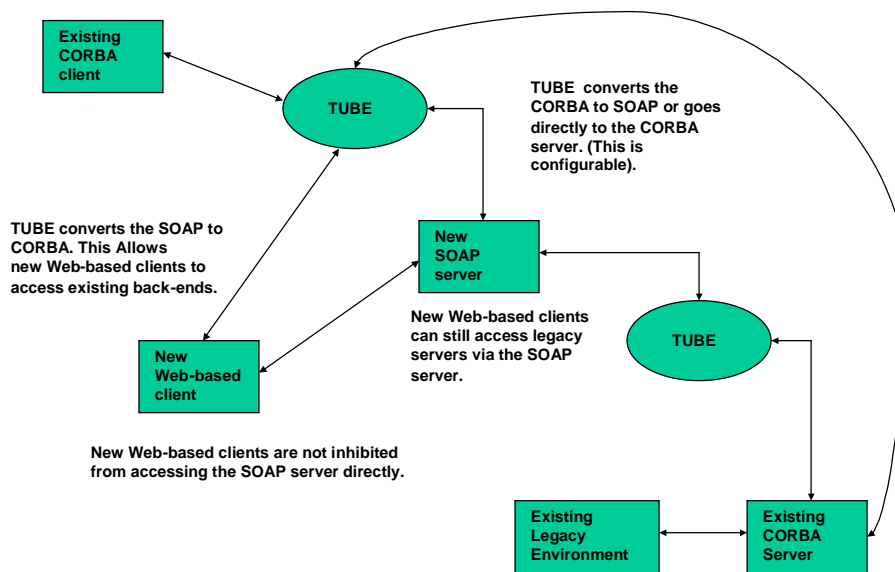 Existing
CORBA
client
TUBE
TUBE converts the
CORBA to SOAP or goes
directly to the CORBA
server. (This is
configurable).
TUBE converts the SOAP to
CORBA. This Allows
new Web-based clients to
access existing back-ends.
New
SOAP
server
New Web-based clients
can still access legacy
servers via the SOAP
server.
TUBE
New
Web-based
client
New Web-based clients are not inhibited
from accessing the SOAP server directly.
Existing
Legacy
Environment
Existing
CORBA
Server